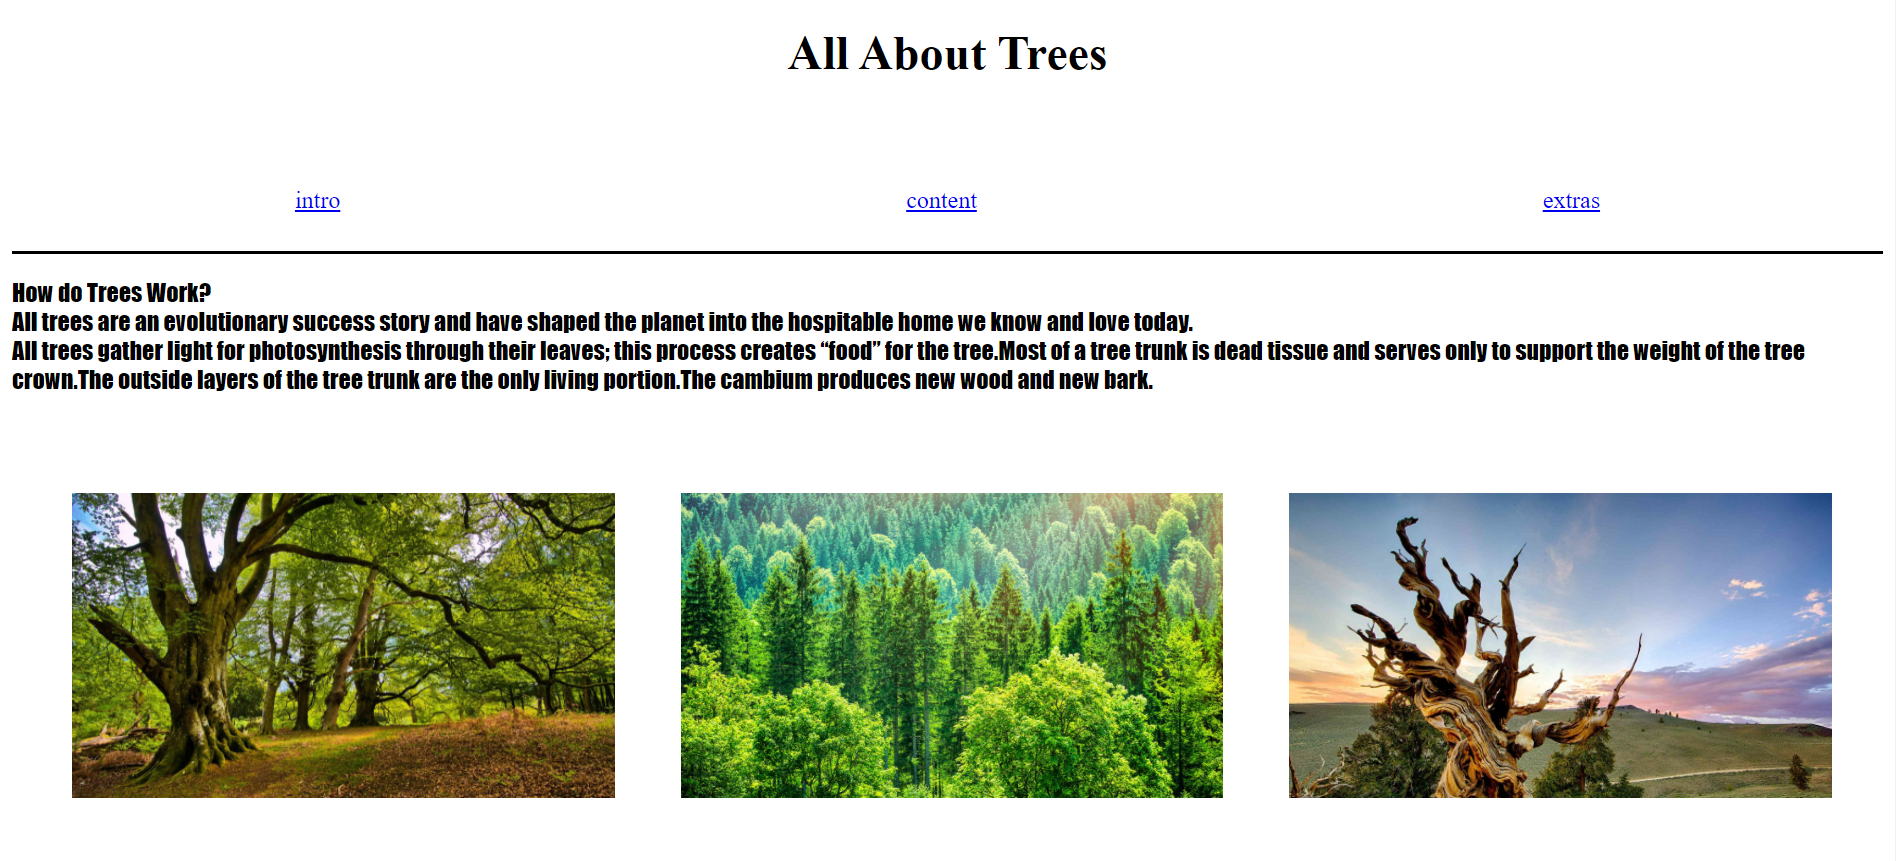 All About Trees
intro content extras
How do Trees Work?
All trees are an evolutionary success story and have shaped the planet into the hospitable home we know and love today.
All trees gather light for photosynthesis through their leaves; this process creates “food” for the tree.Most of a tree trunk is dead tissue and serves only to support the weight of the tree
crown.The outside layers of the tree trunk are the only living portion.The cambium produces new wood and new bark.